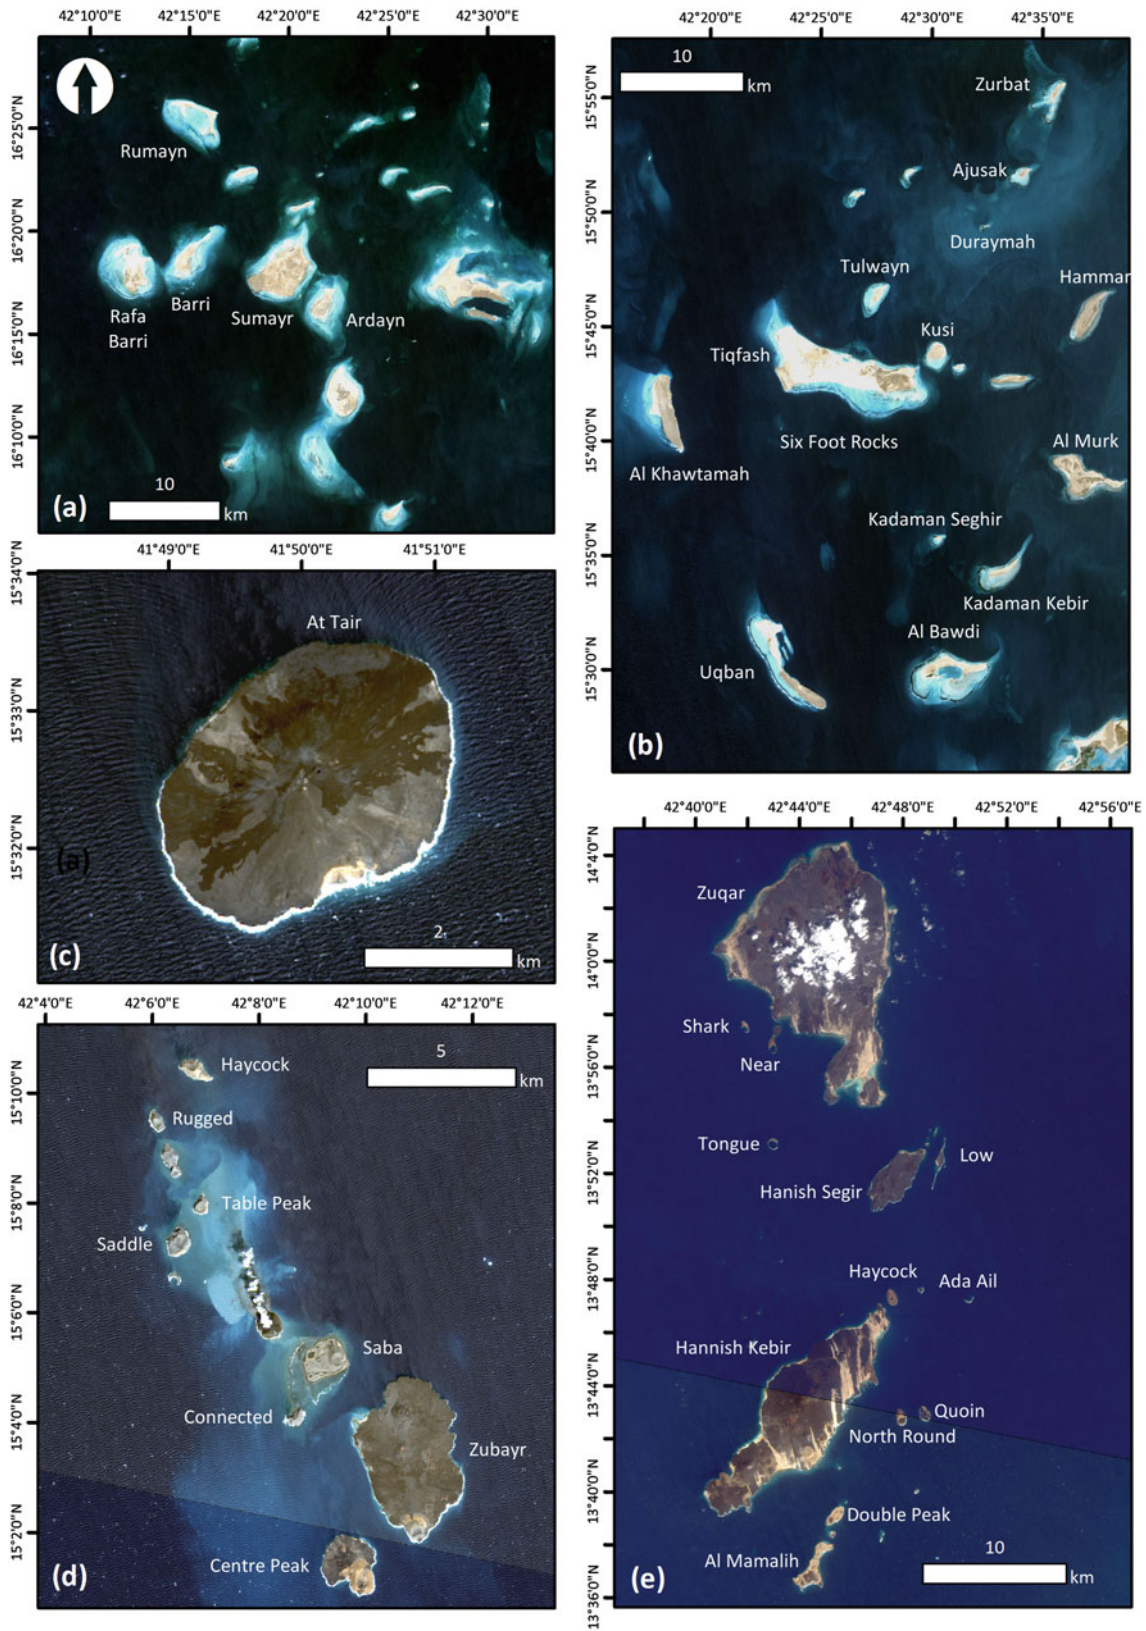 42°10'0"E 42°15'0"E 42°20'0"E 42°25'0"E 42°30'0"E
16°25'0"N
16°20'0"N
16°15'0"N
16°10'0"N
Rumayn
Rafa
Barri
Barri
Sumayr
Ardayn
10
km
(a)
42°20'0"E 42°25'0"E 42°30'0"E 42°35'0"E
15°55'0"N
15°50'0"N
15°45'0"N
15°40'0"N
15°35'0"N
15°30'0"N
10
km
Zurbat
Ajusak
Duraymah
Tulwayn
Hammar
Kusi
Tiqfash
Six Foot Rocks
Al Murk
Al Khawtamah
Kadaman Seghir
Kadaman Kebir
Al Bawdi
Uqban
(b)
41°49'0"E 41°50'0"E 41°51'0"E
15°34'0"N
15°33'0"N
15°32'0"N
At Tair
(a)
2
km
(c)
42°4'0"E 42°6'0"E 42°8'0"E 42°10'0"E 42°12'0"E
15°10'0"N
15°8'0"N
15°6'0"N
15°4'0"N
15°2'0"N
5
km
Haycock
Rugged
Table Peak
Saddle
Saba
Connected
Zubayr
Centre Peak
(d)
42°40'0"E 42°44'0"E 42°48'0"E 42°52'0"E 42°56'0"E
14°4'0"N
14°0'0"N
13°56'0"N
13°52'0"N
13°48'0"N
13°44'0"N
13°40'0"N
13°36'0"N
Zuqar
Shark
Near
Tongue
Low
Hanish Segir
Haycock
Ada Ail
Hannish Kebir
Quoin
North Round
Double Peak
Al Mamalih
10
km
(e)